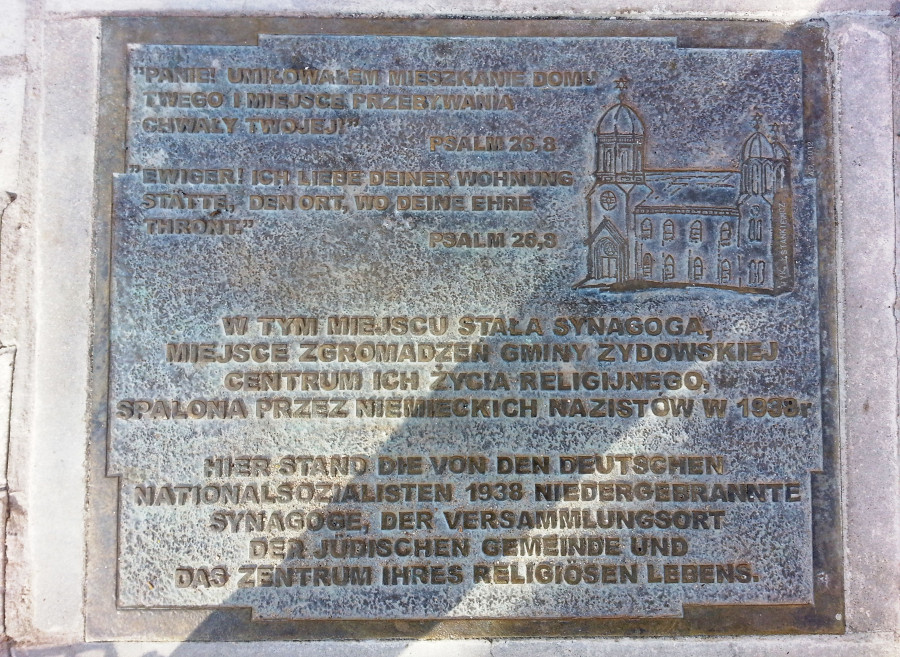 "PANIE! UMIŁOWAŁEM MIESZKANIE DOMU
TWEGO I MIEJSCE PRZEBYWANIA
CHWAŁY TWOJEJ!"
PSALM 26.8
"EWIGER! ICH LIEBE DEINER WOHNUNG
STÄTTE, DEN ORT, WO DEINE EHRE
THRONT."
PSALM 26,8
W TYM MIEJSCU STAŁA SYNAGOGA,
MIEJSCE ZGROMADZEŃ GMINY ŻYDOWSKIEJ
CENTRUM ICH ŻYCIA RELIGIJNEGO,
SPALONA PRZEZ NIEMIECKICH NAZISTÓW W 1938r
HIER STAND DIE VON DEN DEUTSCHEN
NATIONALSOZIALISTEN 1938 NIEDERGEBRANNTE
SYNAGOGE, DER VERSAMMLUNGSORT
DER JÜDISCHEN GEMEINDE UND
DAS ZENTRUM IHRES RELIGIÖSEN LEBENS.